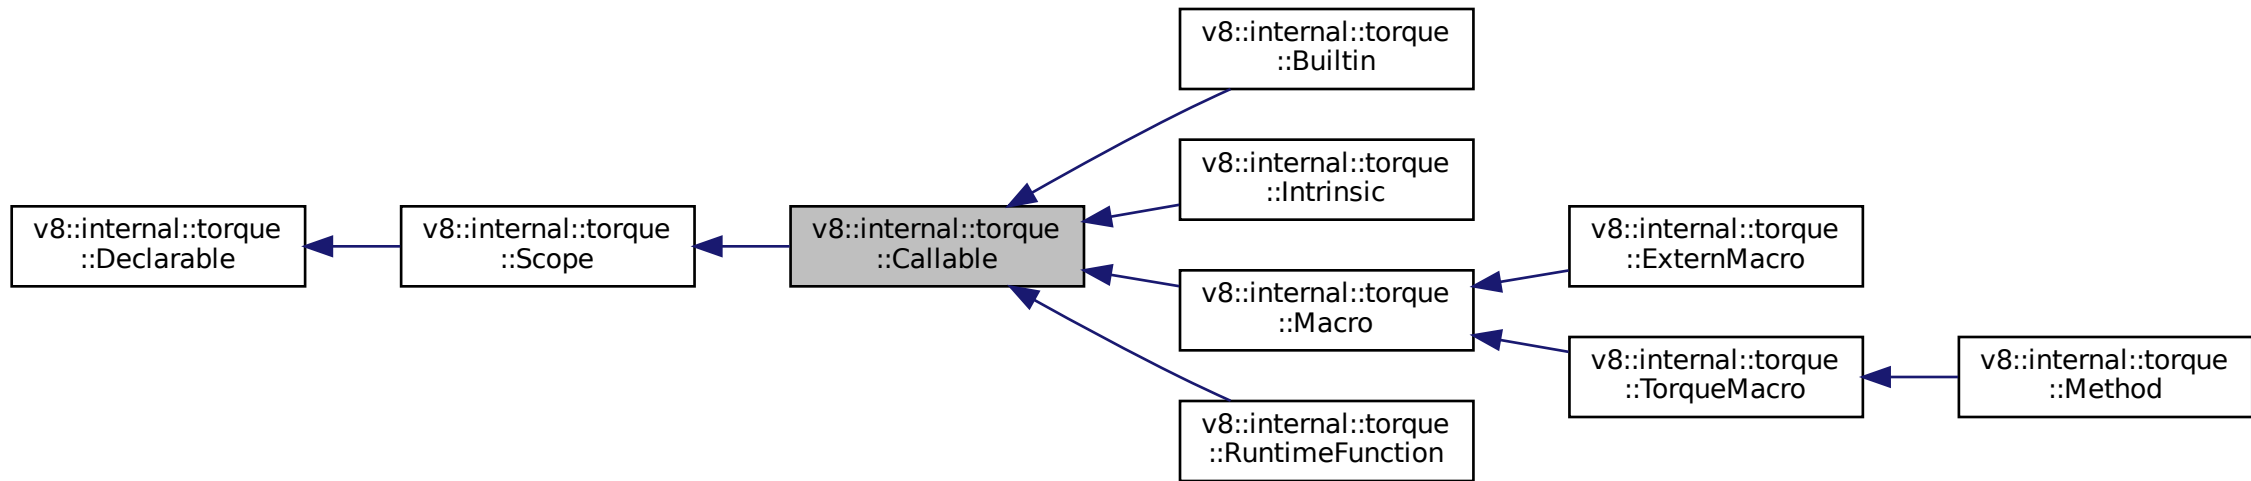 v8::internal::torque
::Declarable
v8::internal::torque
::Scope
v8::internal::torque
::Callable
v8::internal::torque
::Builtin
v8::internal::torque
::Intrinsic
v8::internal::torque
::Macro
v8::internal::torque
::RuntimeFunction
v8::internal::torque
::ExternMacro
v8::internal::torque
::TorqueMacro
v8::internal::torque
::Method